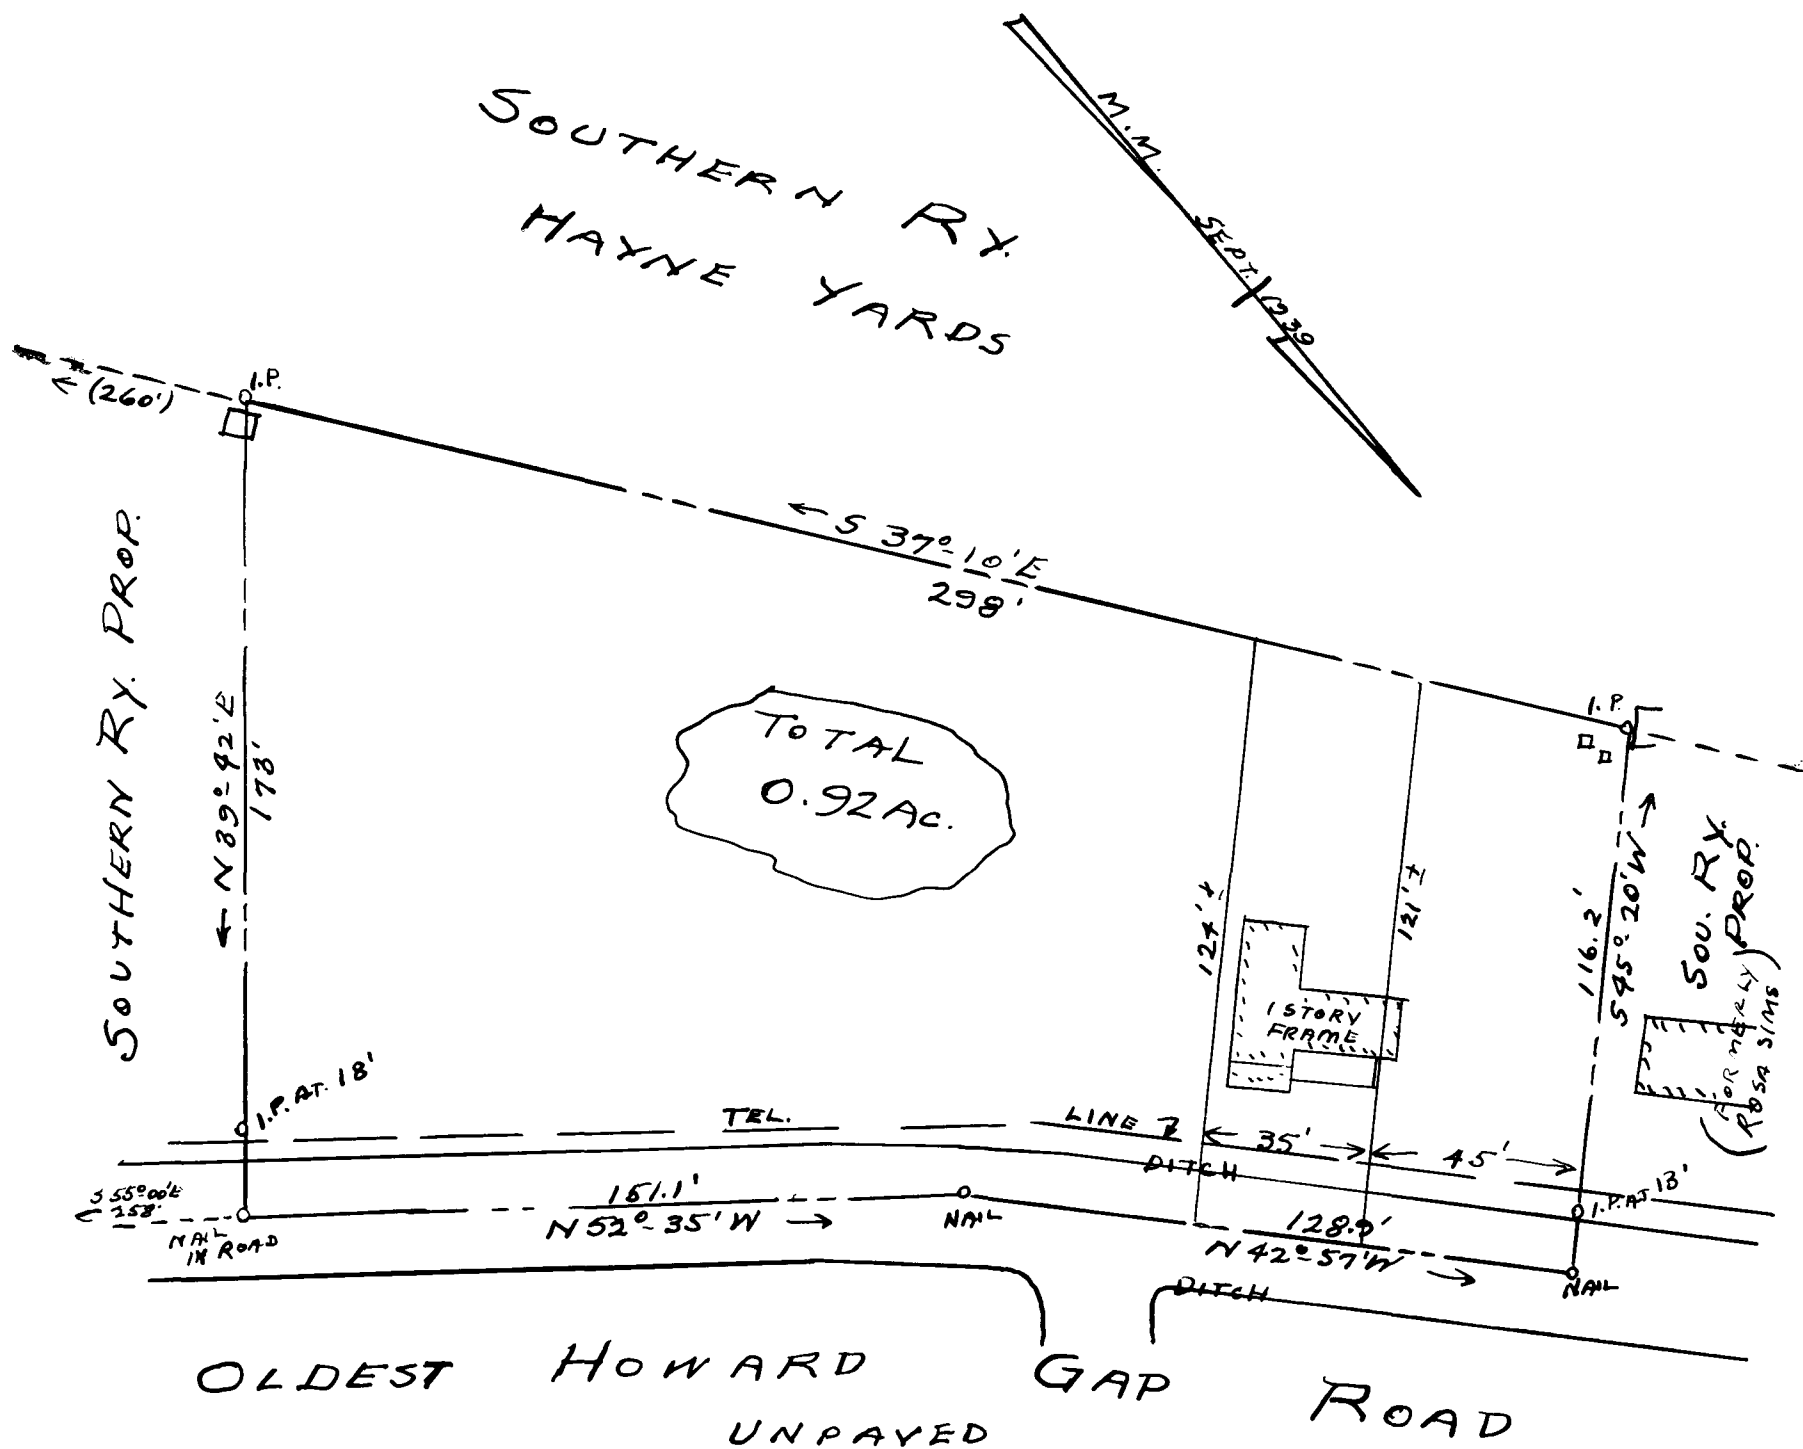 SOUTHERN RY.
HAYNE YARDS
M.M.
SEPT. 1939
← (260')
I.P.
← S 37°-10' E
298'
SOUTHERN RY. PROP.
← N 39°-42' E
173'
TOTAL
0.92 AC.
I.P.
124' ±
121' ±
116.2'
S 45°-20' W →
SOU. RY.
PROP.
(FORMERLY
ROSA SIMS)
1 STORY
FRAME
I.P. AT. 18'
TEL.
LINE
35'
45'
DITCH
I.P. AT 13'
S 55°00' E
← 258'
NAIL
IN ROAD
151.1'
N 52°-35' W →
NAIL
128.9'
N 42°-57' W →
NAIL
DITCH
OLDEST HOWARD GAP ROAD
UNPAVED